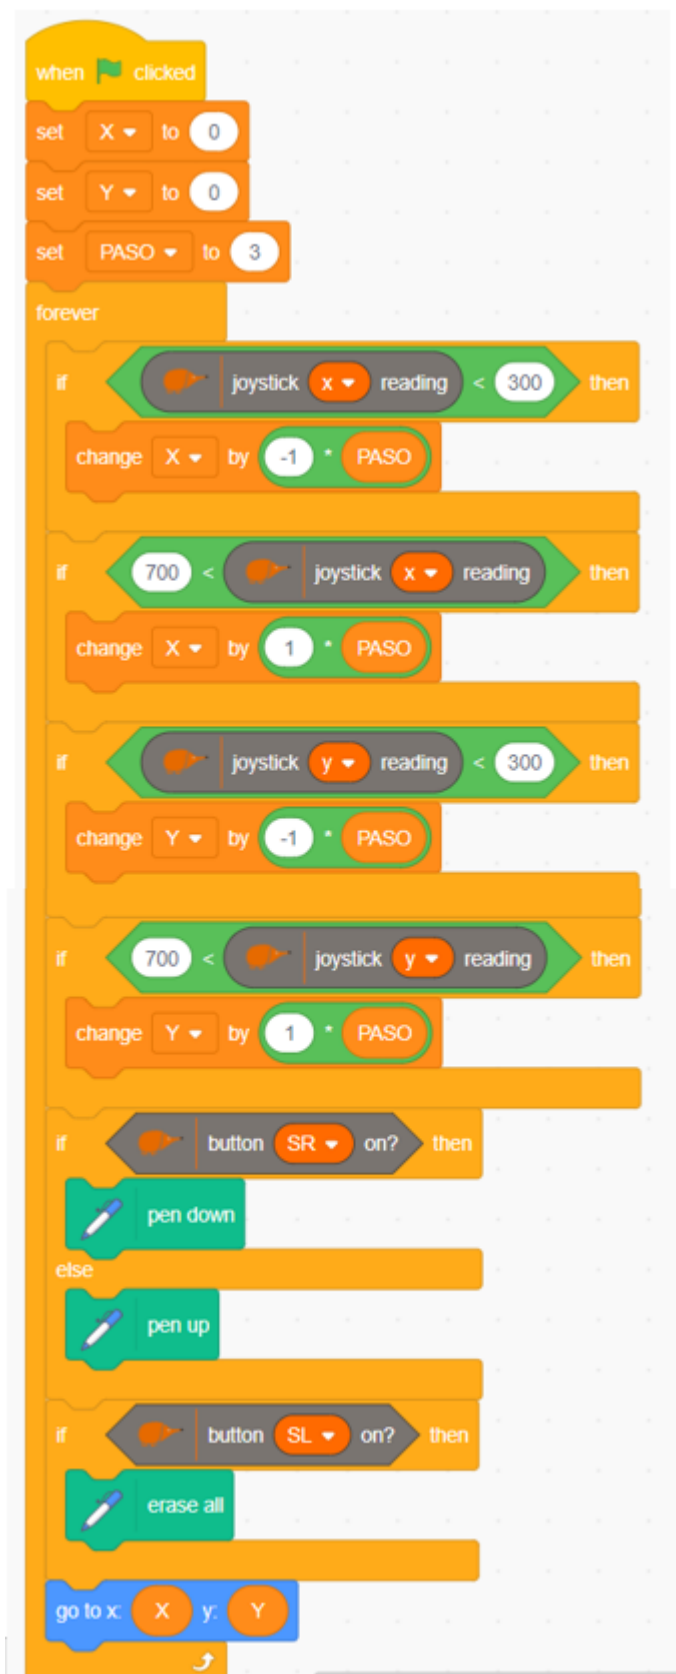 when clicked
set X to 0
set Y to 0
set PASO to 3
forever
if joystick x reading < 300 then
change X by -1 * PASO
if 700 < joystick x reading then
change X by 1 * PASO
if joystick y reading < 300 then
change Y by -1 * PASO
if 700 < joystick y reading then
change Y by 1 * PASO
if button SR on? then
pen down
else
pen up
if button SL on? then
erase all
go to x: X y: Y